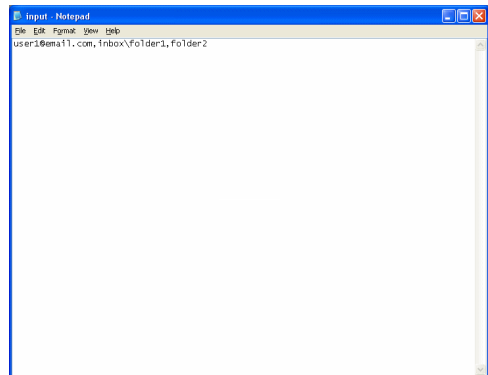 input - Notepad
File Edit Format View Help
user1@email.com,inbox\folder1,folder2